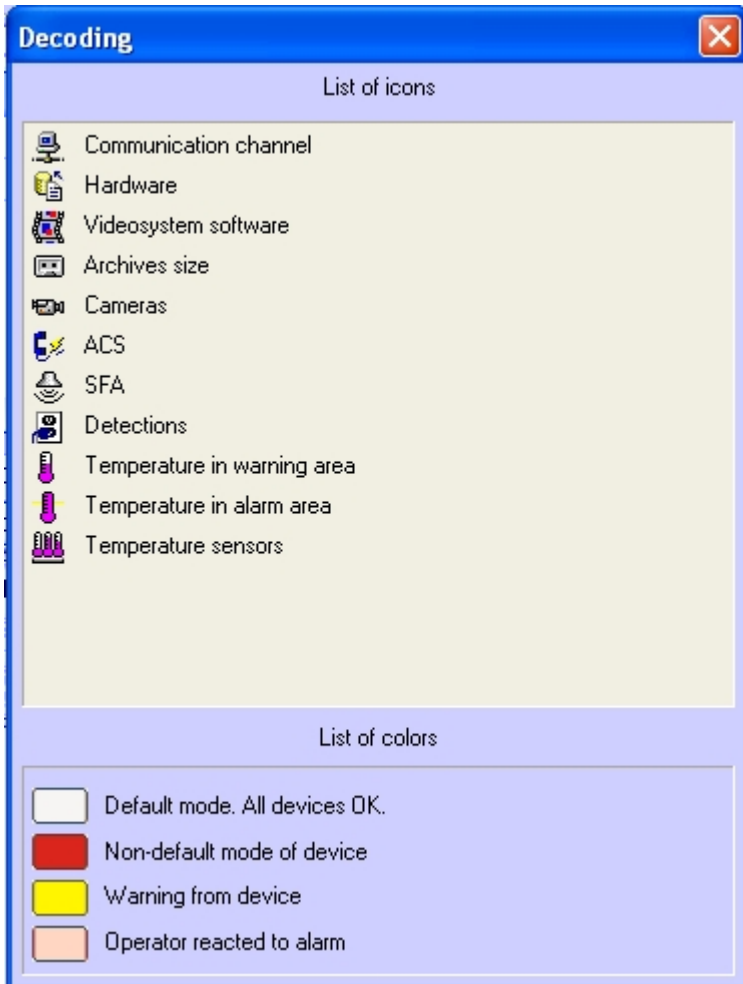 Decoding
List of icons
Communication channel
Hardware
Videosystem software
Archives size
Cameras
ACS
SFA
Detections
Temperature in warning area
Temperature in alarm area
Temperature sensors
List of colors
Default mode. All devices OK.
Non-default mode of device
Warning from device
Operator reacted to alarm